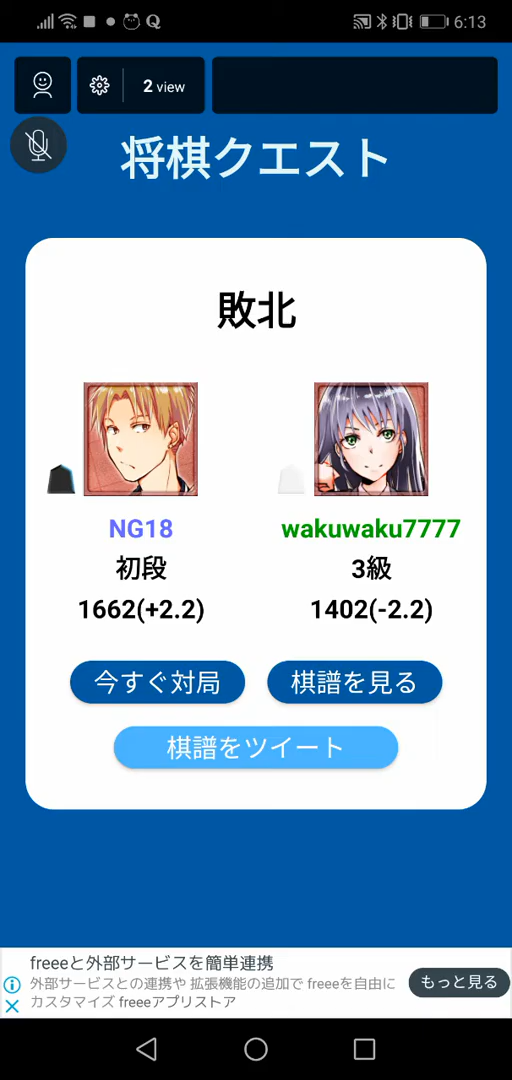 6:13
2 view
将棋クエスト
敗北
NG18
初段
1662(+2.2)
wakuwaku7777
3級
1402(-2.2)
今すぐ対局
棋譜を見る
棋譜をツイート
freeeと外部サービスを簡単連携
外部サービスとの連携や 拡張機能の追加で freeeを自由に
カスタマイズ freeeアプリストア
もっと見る